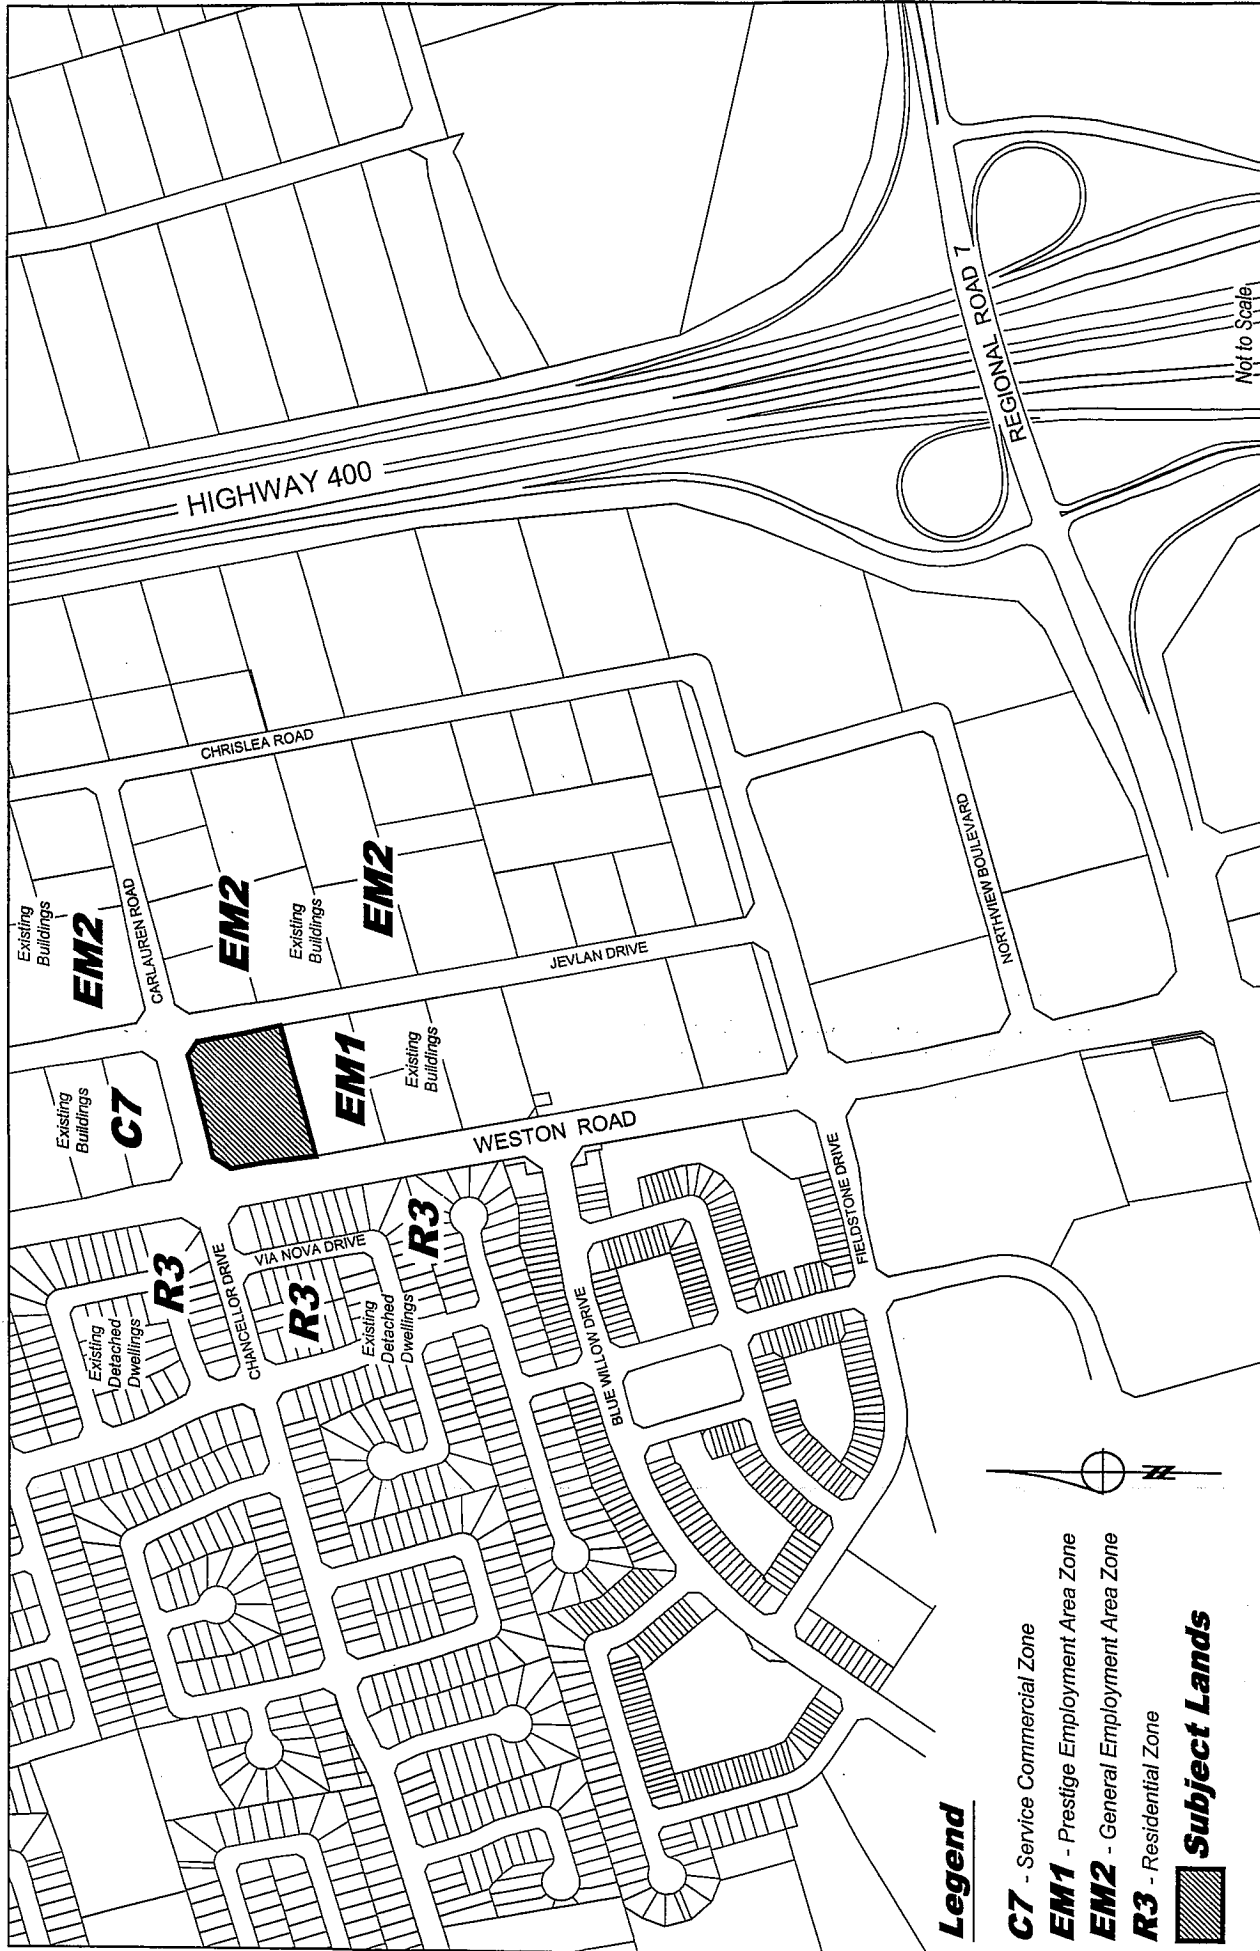 HIGHWAY 400
REGIONAL ROAD 7
Not to Scale
CHRISLEA ROAD
Existing
Buildings
EM2
CARLAUREN ROAD
EM2
Existing
Buildings
EM2
JEVLAN DRIVE
NORTHVIEW BOULEVARD
Existing
Buildings
C7
EM1
Existing
Buildings
WESTON ROAD
FIELDSTONE DRIVE
R3
CHANCELLOR DRIVE
VIA NOVA DRIVE
R3
R3
Existing
Detached
Dwellings
Existing
Detached
Dwellings
BLUE WILLOW DRIVE
Legend
C7 - Service Commercial Zone
EM1 - Prestige Employment Area Zone
EM2 - General Employment Area Zone
R3 - Residential Zone
Subject Lands
N